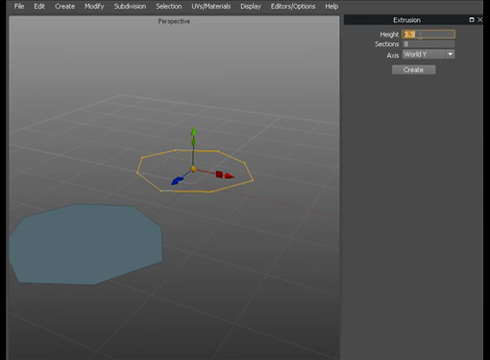 File Edit Create Modify Subdivision Selection UVs/Materials Display Editors/Options Help
Perspective
Extrusion
Height
Sections
Axis World Y
Create